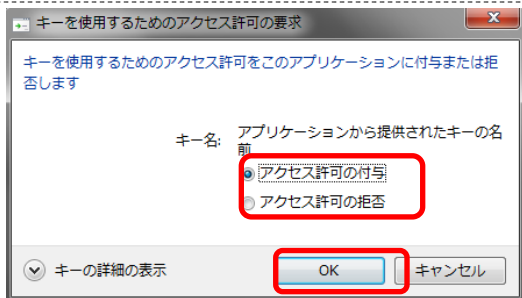 キーを使用するためのアクセス許可の要求
キーを使用するためのアクセス許可をこのアプリケーションに付与または拒
否します
キー名: アプリケーションから提供されたキーの名
前
アクセス許可の付与
アクセス許可の拒否
キーの詳細の表示 OK キャンセル